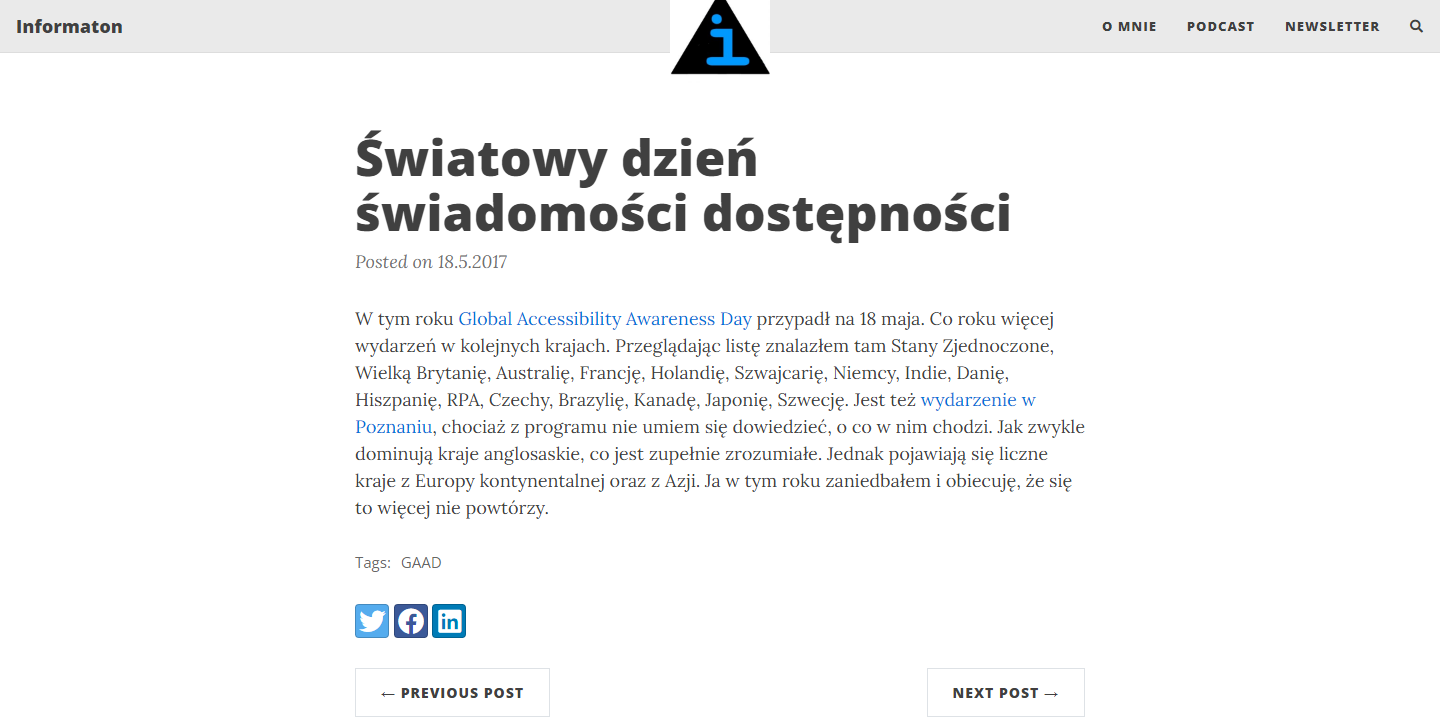 Informaton
i
O MNIE PODCAST NEWSLETTER
Światowy dzień
świadomości dostępności
Posted on 18.5.2017
W tym roku Global Accessibility Awareness Day przypadł na 18 maja. Co roku więcej
wydarzeń w kolejnych krajach. Przeglądając listę znalazłem tam Stany Zjednoczone,
Wielką Brytanię, Australię, Francję, Holandię, Szwajcarię, Niemcy, Indie, Danię,
Hiszpanię, RPA, Czechy, Brazylię, Kanadę, Japonię, Szwecję. Jest też wydarzenie w
Poznaniu, chociaż z programu nie umiem się dowiedzieć, o co w nim chodzi. Jak zwykle
dominują kraje anglosaskie, co jest zupełnie zrozumiałe. Jednak pojawiają się liczne
kraje z Europy kontynentalnej oraz z Azji. Ja w tym roku zaniedbałem i obiecuję, że się
to więcej nie powtórzy.
Tags: GAAD
← PREVIOUS POST
NEXT POST →